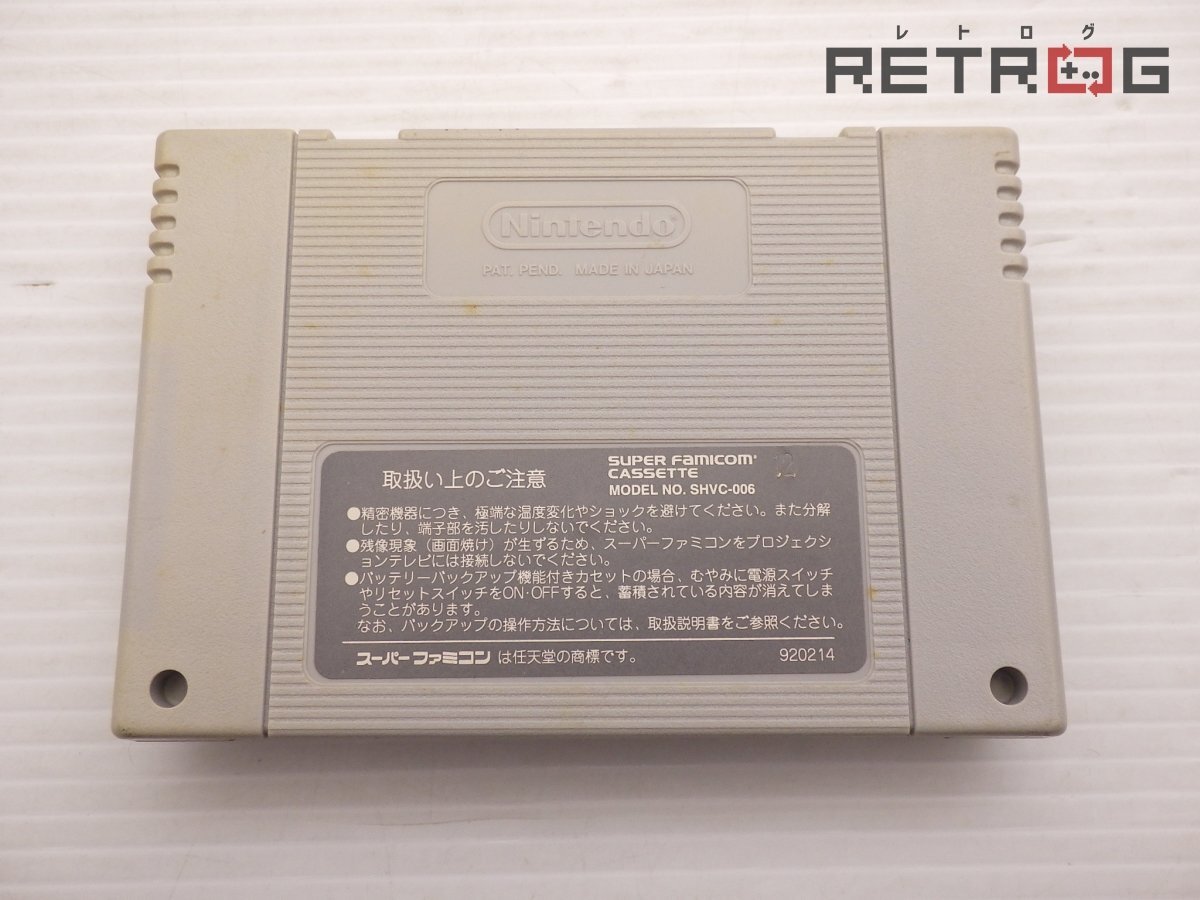 レトログ
RETROG
Nintendo®
PAT. PEND. MADE IN JAPAN
取扱い上のご注意
SUPER FAMICOM®
CASSETTE
MODEL NO. SHVC-006
12
●精密機器につき、極端な温度変化やショックを避けてください。また分解
したり、端子部を汚したりしないでください。
●残像現象（画面焼け）が生ずるため、スーパーファミコンをプロジェクシ
ョンテレビには接続しないでください。
●バッテリーバックアップ機能付きカセットの場合、むやみに電源スイッチ
やリセットスイッチをON·OFFすると、蓄積されている内容が消えてしま
うことがあります。
なお、バックアップの操作方法については、取扱説明書をご参照ください。
スーパーファミコンは任天堂の商標です。
920214